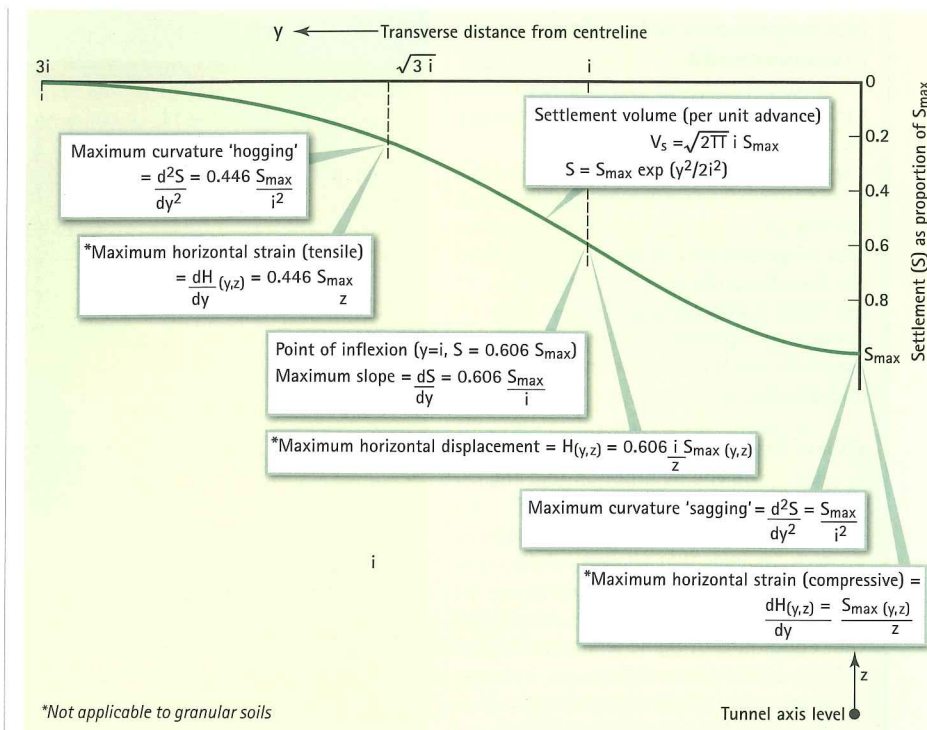 y Transverse distance from centreline
3i √3 i i
0
0.2
0.4
0.6
0.8
Smax
Settlement (S) as proportion of Smax
Settlement volume (per unit advance)
Vs = √2π i Smax
S = Smax exp (y²/2i²)
Maximum curvature 'hogging'
= d²S/dy² = 0.446 Smax/i²
*Maximum horizontal strain (tensile)
= dH/dy (y,z) = 0.446 Smax/z
Point of inflexion (y=i, S = 0.606 Smax)
Maximum slope = dS/dy = 0.606 Smax/i
*Maximum horizontal displacement = H(y,z) = 0.606 i/z Smax (y,z)
Maximum curvature 'sagging' = d²S/dy² = Smax/i²
i
*Maximum horizontal strain (compressive) =
dH(y,z)/dy = Smax (y,z)/z
z
Tunnel axis level
*Not applicable to granular soils